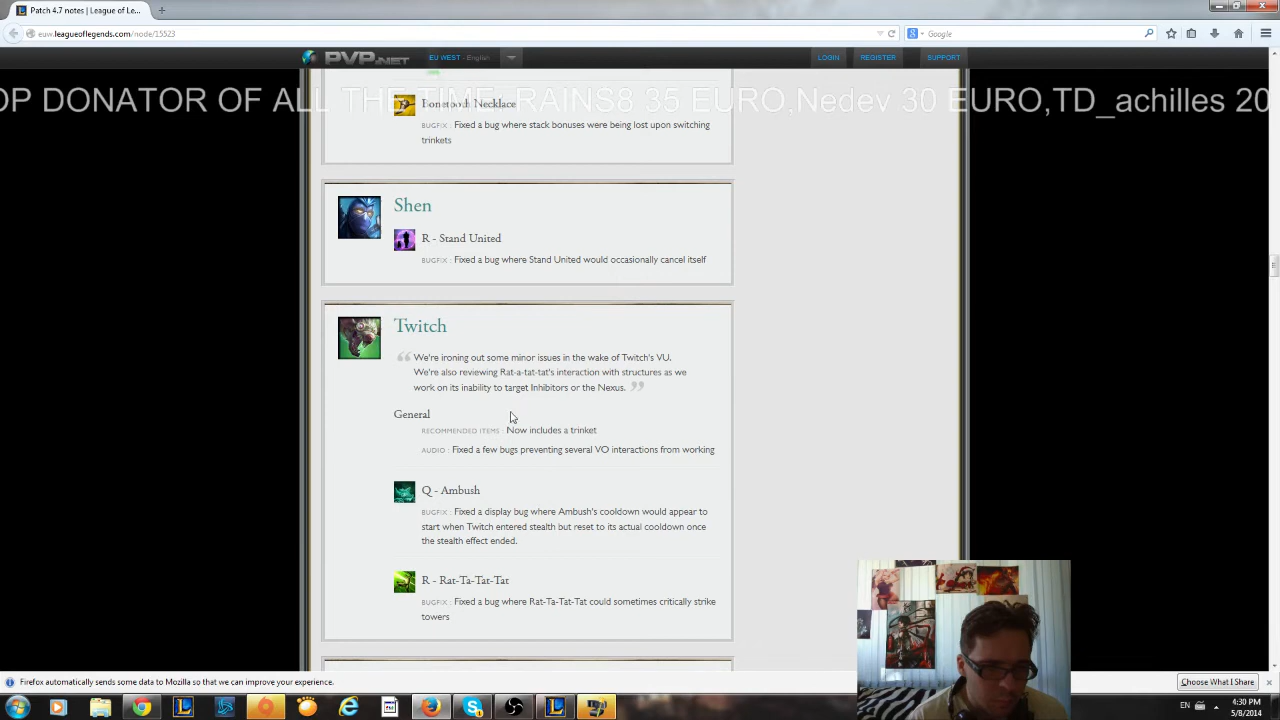 Patch 4.7 notes | League of Le...
euw.leagueoflegends.com/node/15523
Google
PVP.NET
EU WEST - English
LOGIN
REGISTER
SUPPORT
OP DONATOR OF ALL THE TIME-RAINS8 35 EURO,Nedev 30 EURO,TD_achilles 20
Bonetooth Necklace
BUGFIX : Fixed a bug where stack bonuses were being lost upon switching
trinkets
Shen
R - Stand United
BUGFIX : Fixed a bug where Stand United would occasionally cancel itself
Twitch
We're ironing out some minor issues in the wake of Twitch's VU.
We're also reviewing Rat-a-tat-tat's interaction with structures as we
work on its inability to target Inhibitors or the Nexus.
General
RECOMMENDED ITEMS : Now includes a trinket
AUDIO : Fixed a few bugs preventing several VO interactions from working
Q - Ambush
BUGFIX : Fixed a display bug where Ambush's cooldown would appear to
start when Twitch entered stealth but reset to its actual cooldown once
the stealth effect ended.
R - Rat-Ta-Tat-Tat
BUGFIX : Fixed a bug where Rat-Ta-Tat-Tat could sometimes critically strike
towers
Firefox automatically sends some data to Mozilla so that we can improve your experience.
Choose What I Share
EN
4:30 PM
5/8/2014